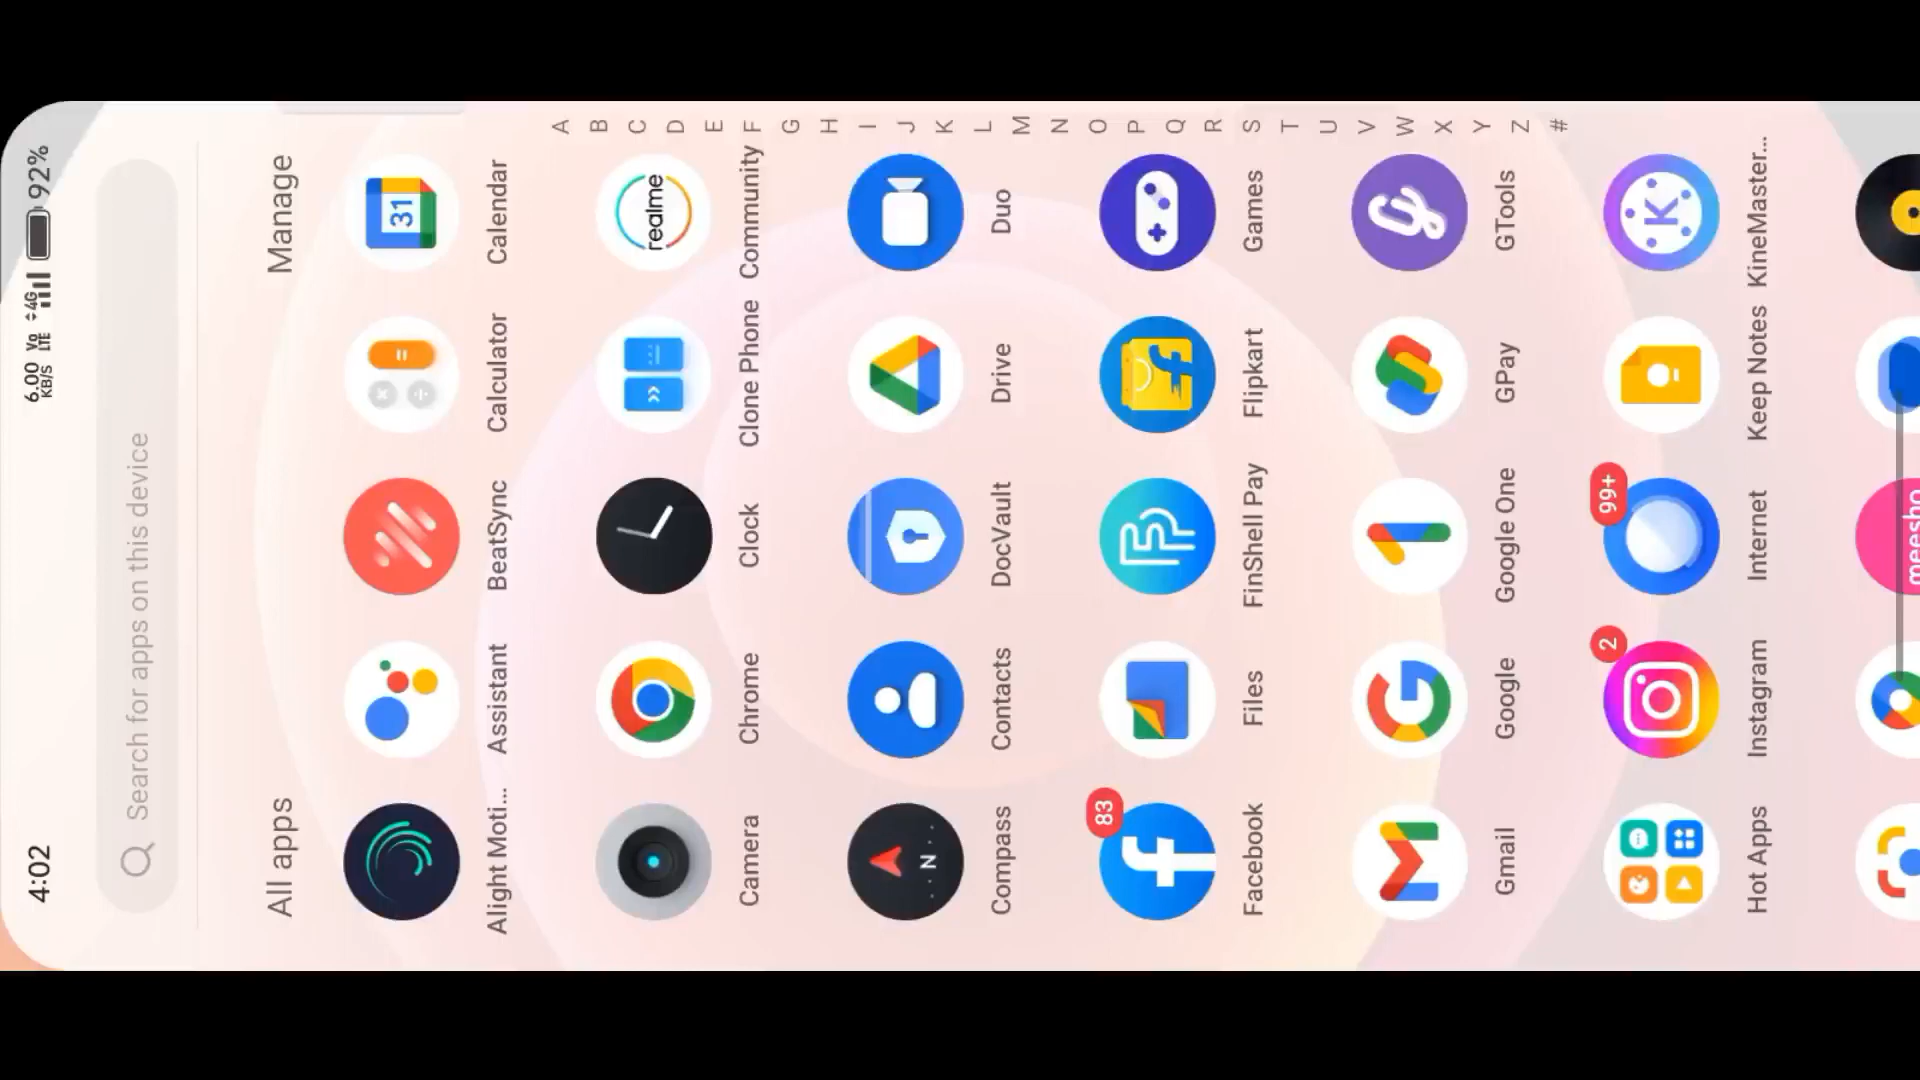 4:02
6.00 KB/S Vo LTE 4G 92%
Search for apps on this device
All apps
Manage
Alight Moti...
Assistant
BeatSync
Calculator
31
Calendar
Camera
Chrome
Clock
Clone Phone
realme
Community
N
Compass
Contacts
DocVault
Drive
Duo
83
Facebook
Files
FinShell Pay
Flipkart
Games
Gmail
Google
Google One
GPay
GTools
Hot Apps
2
Instagram
99+
Internet
Keep Notes
K
KineMaster...
meesho
A
B
C
D
E
F
G
H
I
J
K
L
M
N
O
P
Q
R
S
T
U
V
W
X
Y
Z
#